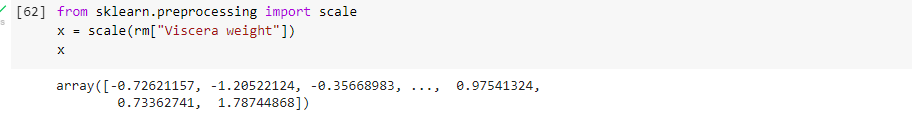 [62] from sklearn.preprocessing import scale
x = scale(rm["Viscera weight"])
x
array([-0.72621157, -1.20522124, -0.35668983, ...,  0.97541324,
        0.73362741,  1.78744868])